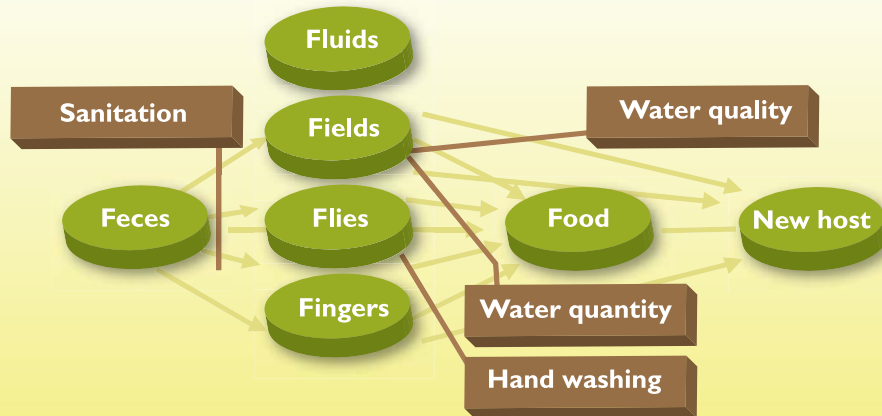 Fluids
Sanitation
Water quality
Fields
Feces
Flies
Food
New host
Fingers
Water quantity
Hand washing